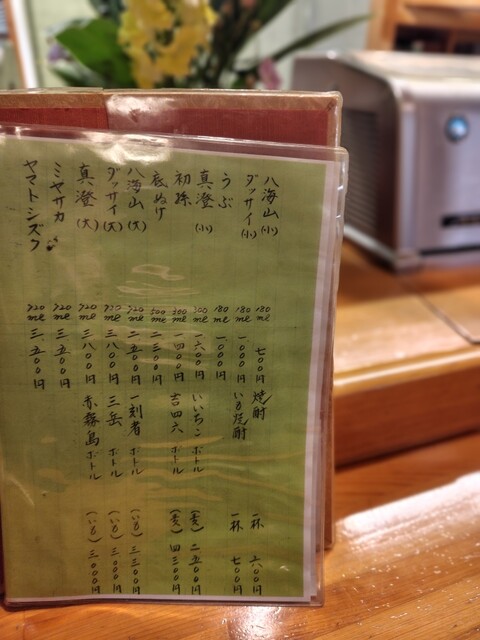 八海山(小) 180ml 七〇〇円
ダッサイ(小) 180ml 一〇〇〇円
うぶ 180ml 一〇〇〇円
真澄(小) 300ml 一六〇〇円
初孫 300ml 一四〇〇円
底ぬけ 500ml 二三〇〇円
八海山(大) 720ml 二五〇〇円
ダッサイ(大) 720ml 三八〇〇円
真澄(大) 720ml 三八〇〇円
ミヤサカ 720ml 三、五〇〇円
ヤマトシズク 720ml 三、五〇〇円
焼酎 一杯 六〇〇円
いも焼酎 一杯 七〇〇円
いいちこ ボトル (麦) 二五〇〇円
吉四六 ボトル (麦) 四三〇〇円
一刻者 ボトル (いも) 三三〇〇円
三岳 ボトル (いも) 三〇〇〇円
赤霧島 ボトル (いも) 三〇〇〇円